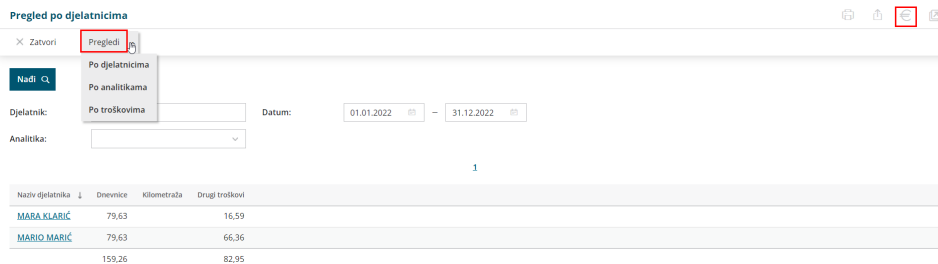 Pregled po djelatnicima
Zatvori Pregledi
Po djelatnicima
Po analitikama
Po troškovima
Nađi
Djelatnik: Datum: 01.01.2022 – 31.12.2022
Analitika:
1
Naziv djelatnika ↓ Dnevnice Kilometraža Drugi troškovi
MARA KLARIĆ 79,63 16,59
MARIO MARIĆ 79,63 66,36
159,26 82,95